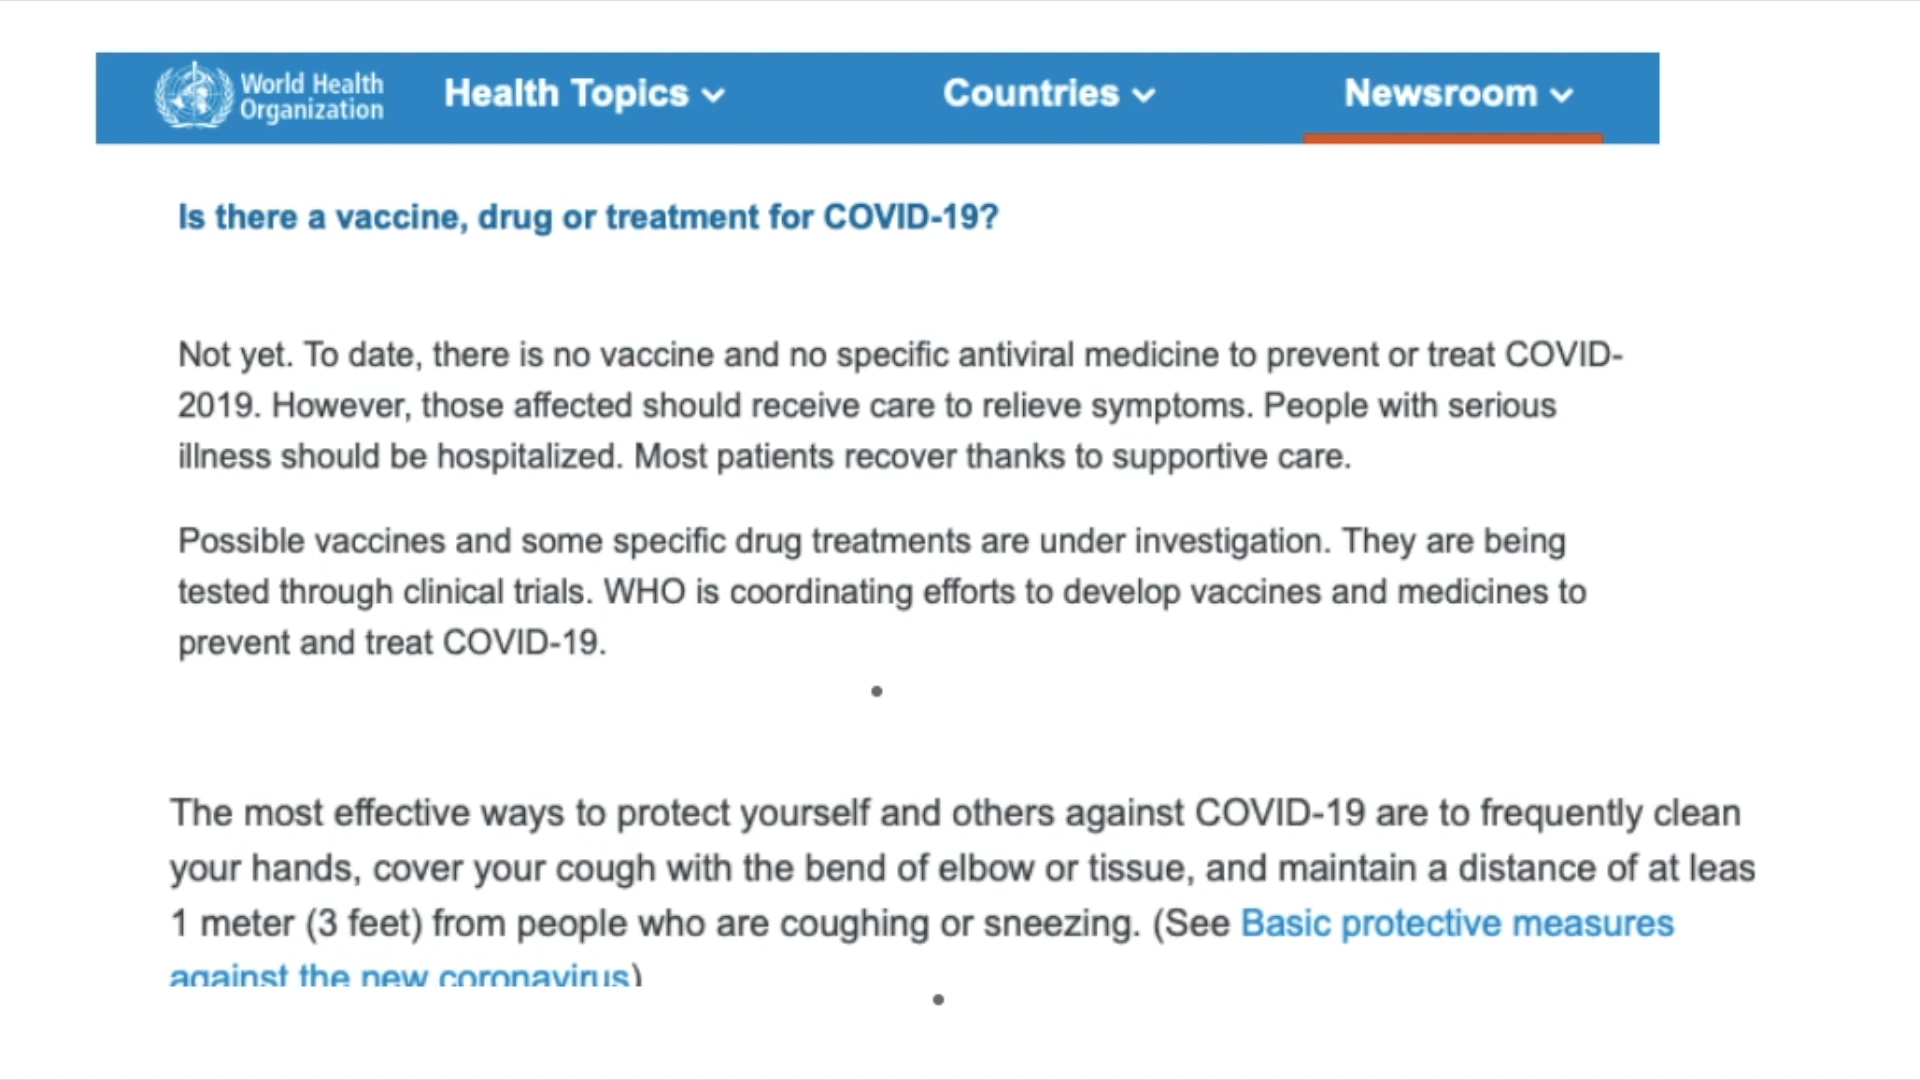 World Health Organization
Health Topics
Countries
Newsroom
Is there a vaccine, drug or treatment for COVID-19?
Not yet. To date, there is no vaccine and no specific antiviral medicine to prevent or treat COVID-
2019. However, those affected should receive care to relieve symptoms. People with serious
illness should be hospitalized. Most patients recover thanks to supportive care.
Possible vaccines and some specific drug treatments are under investigation. They are being
tested through clinical trials. WHO is coordinating efforts to develop vaccines and medicines to
prevent and treat COVID-19.
The most effective ways to protect yourself and others against COVID-19 are to frequently clean
your hands, cover your cough with the bend of elbow or tissue, and maintain a distance of at leas
1 meter (3 feet) from people who are coughing or sneezing. (See Basic protective measures
against the new coronavirus)